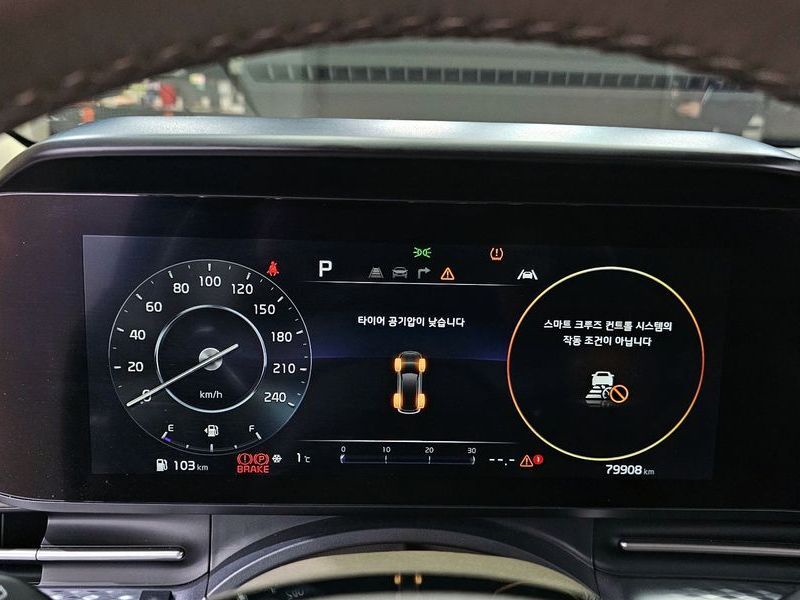 P
80 100 120
60 150
40 180
20 210
0 240
km/h
E F
타이어 공기압이 낮습니다
스마트 크루즈 컨트롤 시스템의
작동 조건이 아닙니다
103 km
P
BRAKE
1 ℃
0 10 20 30
--.-
79908 km